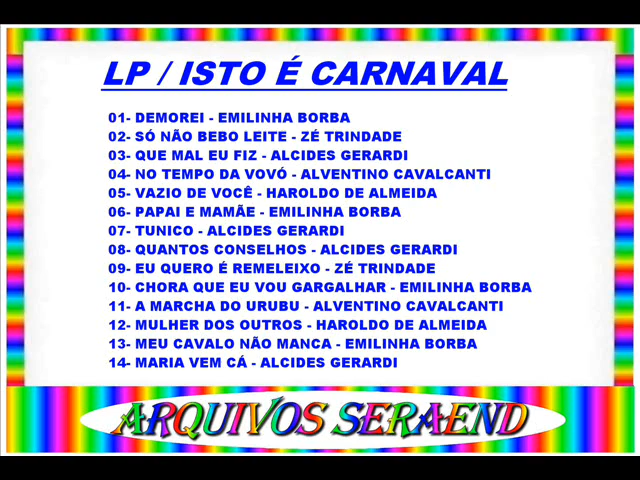 LP / ISTO É CARNAVAL
01- DEMOREI - EMILINHA BORBA
02- SÓ NÃO BEBO LEITE - ZÉ TRINDADE
03- QUE MAL EU FIZ - ALCIDES GERARDI
04- NO TEMPO DA VOVÓ - ALVENTINO CAVALCANTI
05- VAZIO DE VOCÊ - HAROLDO DE ALMEIDA
06- PAPAI E MAMÃE - EMILINHA BORBA
07- TUNICO - ALCIDES GERARDI
08- QUANTOS CONSELHOS - ALCIDES GERARDI
09- EU QUERO É REMELEIXO - ZÉ TRINDADE
10- CHORA QUE EU VOU GARGALHAR - EMILINHA BORBA
11- A MARCHA DO URUBU - ALVENTINO CAVALCANTI
12- MULHER DOS OUTROS - HAROLDO DE ALMEIDA
13- MEU CAVALO NÃO MANCA - EMILINHA BORBA
14- MARIA VEM CÁ - ALCIDES GERARDI
ARQUIVOS SERAEND